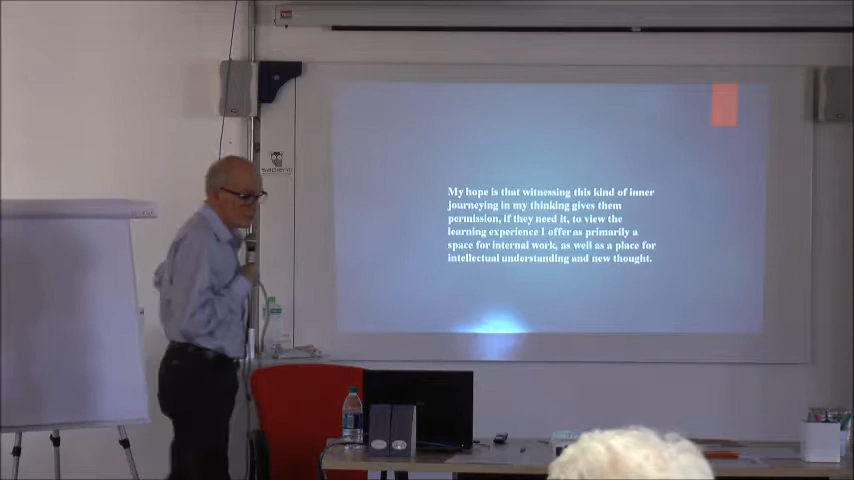 My hope is that witnessing this kind of inner
journeying in my thinking gives them
permission, if they need it, to view the
learning experience I offer as primarily a
space for internal work, as well as a place for
intellectual understanding and new thought.
sapiens